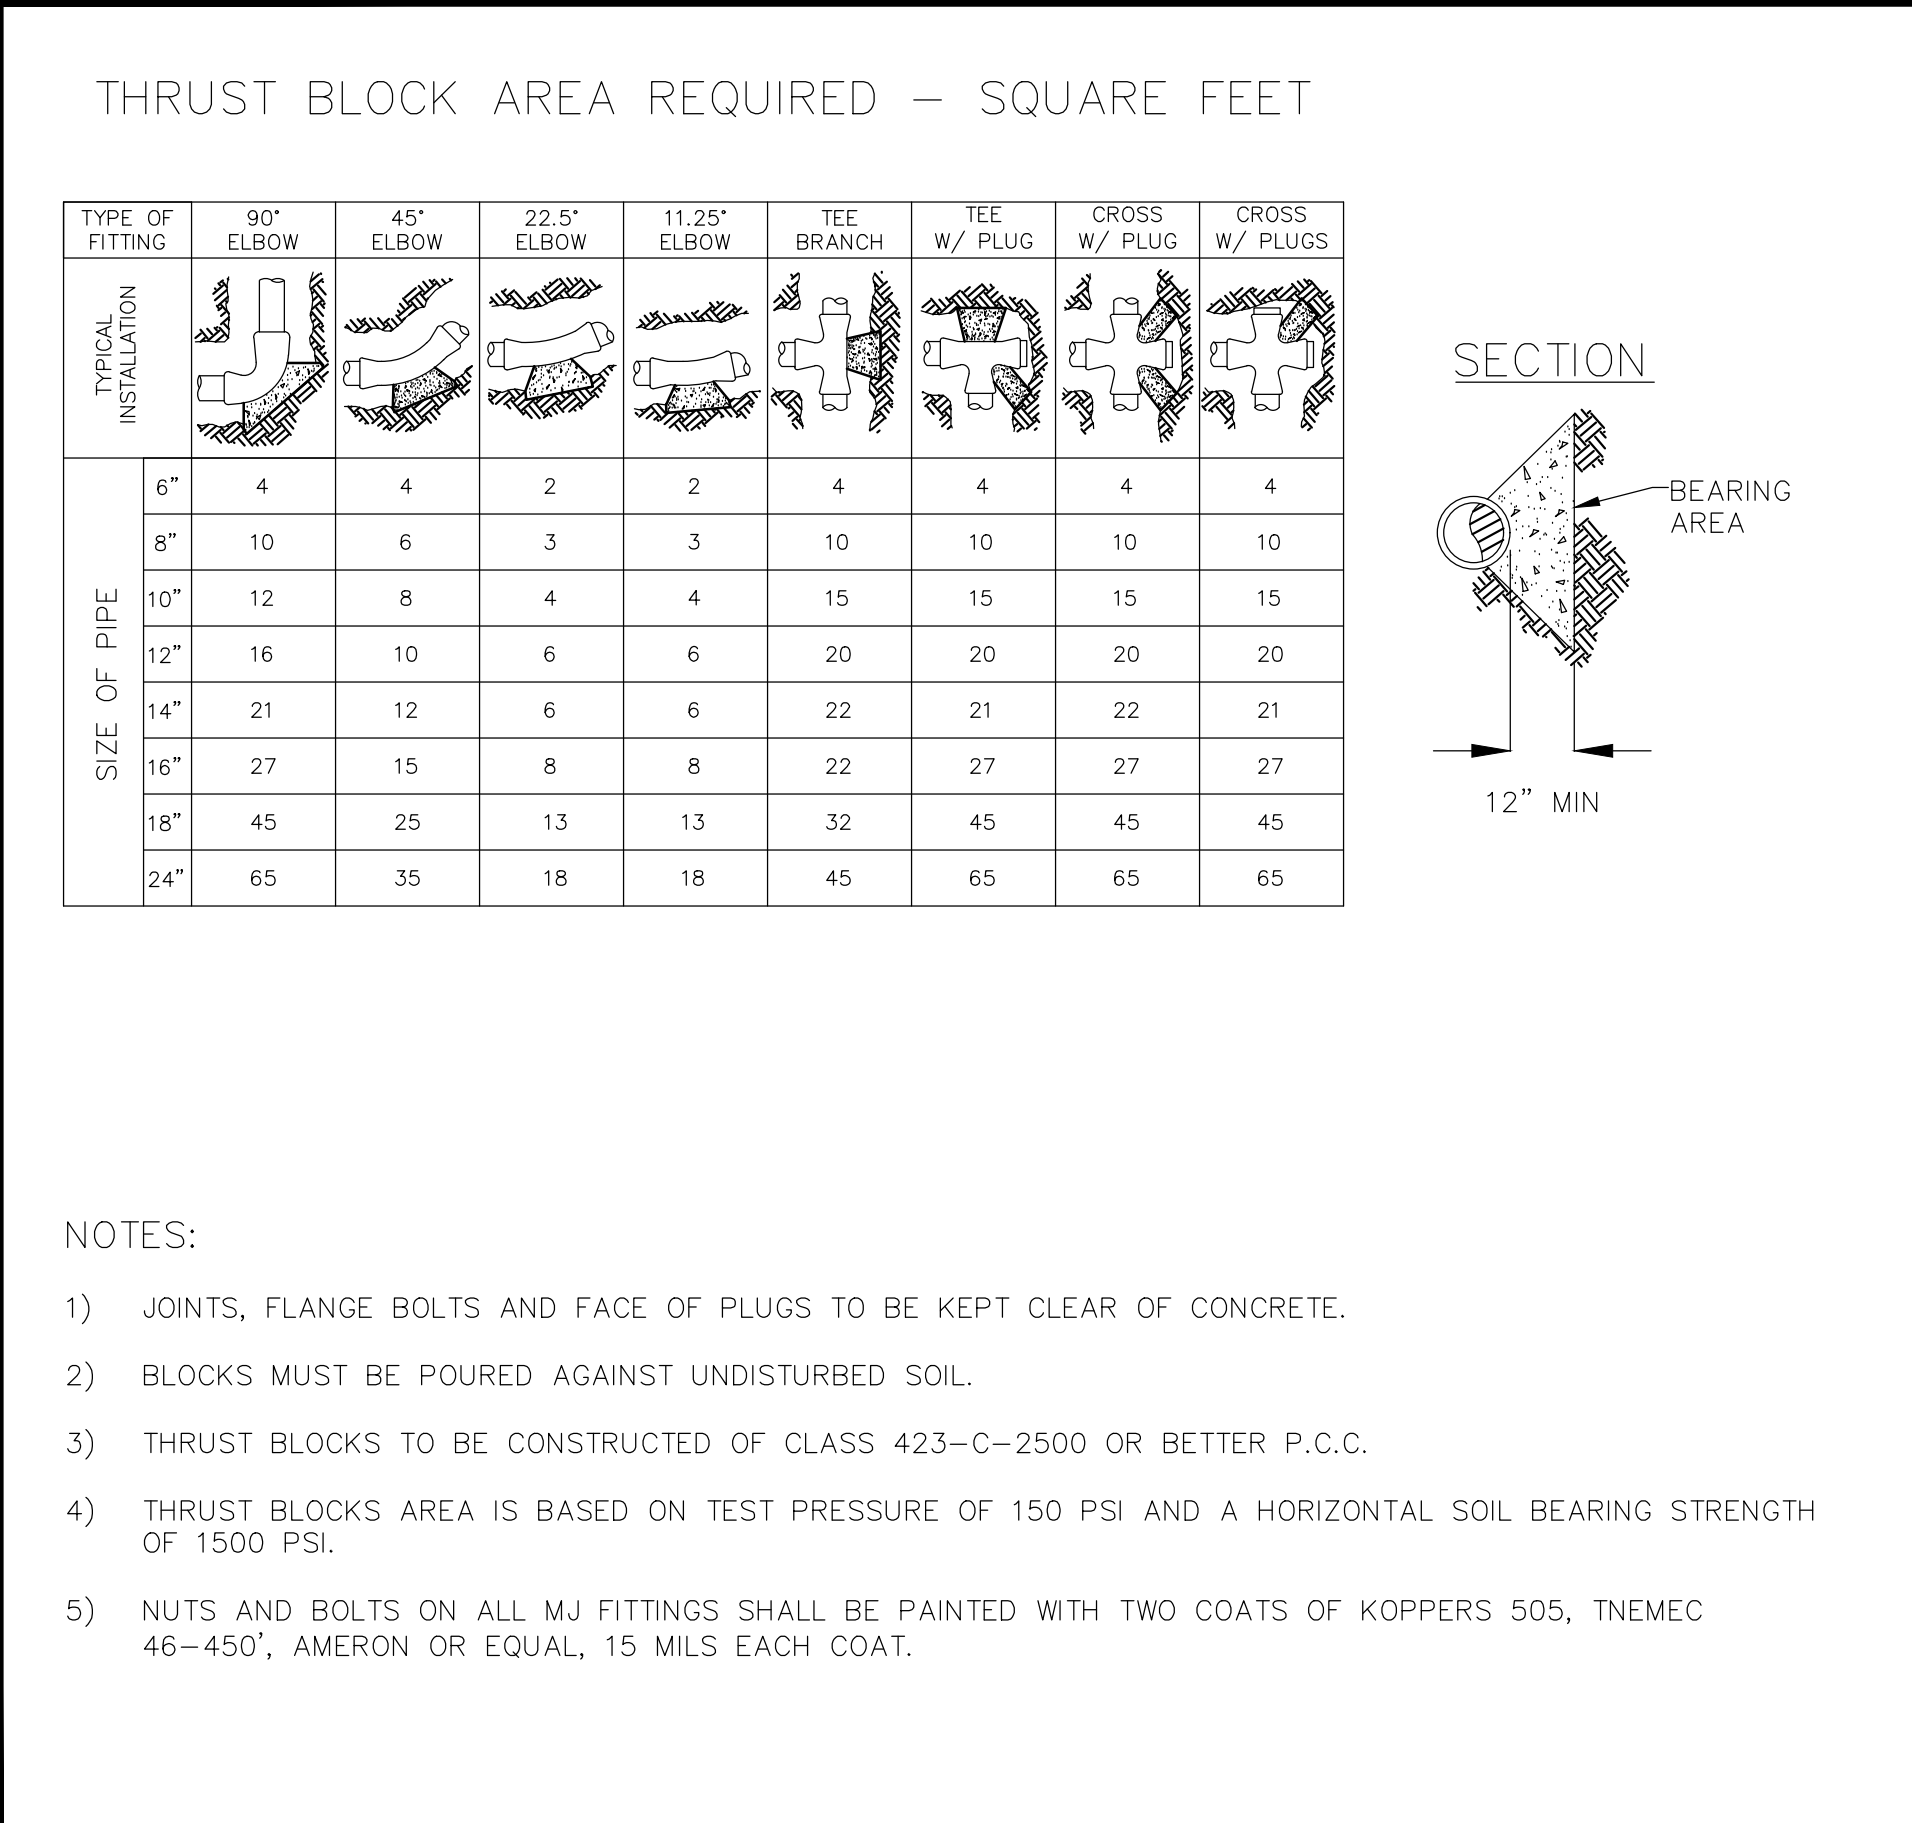 THRUST BLOCK AREA REQUIRED – SQUARE FEET
TYPE OF FITTING 90° ELBOW 45° ELBOW 22.5° ELBOW 11.25° ELBOW TEE BRANCH TEE W/ PLUG CROSS W/ PLUG CROSS W/ PLUGS
TYPICAL INSTALLATION
SIZE OF PIPE
6" 4 4 2 2 4 4 4 4
8" 10 6 3 3 10 10 10 10
10" 12 8 4 4 15 15 15 15
12" 16 10 6 6 20 20 20 20
14" 21 12 6 6 22 21 22 21
16" 27 15 8 8 22 27 27 27
18" 45 25 13 13 32 45 45 45
24" 65 35 18 18 45 65 65 65
SECTION
BEARING
AREA
12" MIN
NOTES:
1) JOINTS, FLANGE BOLTS AND FACE OF PLUGS TO BE KEPT CLEAR OF CONCRETE.
2) BLOCKS MUST BE POURED AGAINST UNDISTURBED SOIL.
3) THRUST BLOCKS TO BE CONSTRUCTED OF CLASS 423–C–2500 OR BETTER P.C.C.
4) THRUST BLOCKS AREA IS BASED ON TEST PRESSURE OF 150 PSI AND A HORIZONTAL SOIL BEARING STRENGTH
OF 1500 PSI.
5) NUTS AND BOLTS ON ALL MJ FITTINGS SHALL BE PAINTED WITH TWO COATS OF KOPPERS 505, TNEMEC
46–450', AMERON OR EQUAL, 15 MILS EACH COAT.